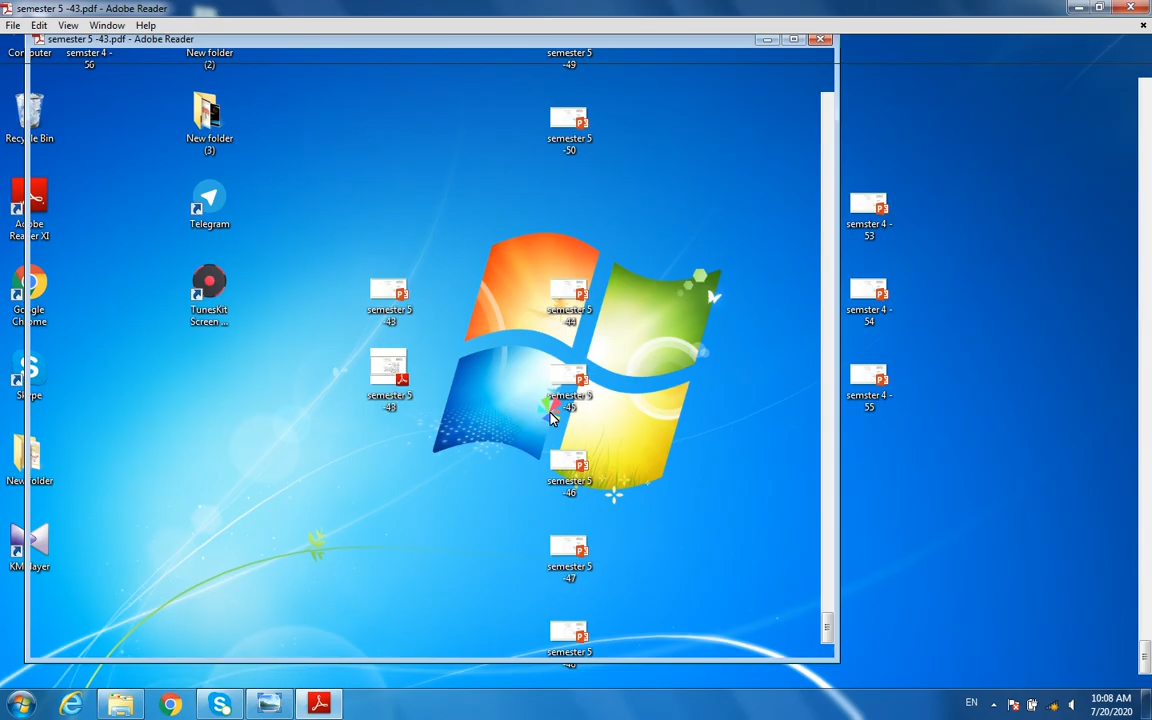 semester 5 -43.pdf - Adobe Reader
File Edit View Window Help
semester 5 -43.pdf - Adobe Reader
Computer
semster 4 -
56
New folder
(2)
semester 5
-49
Recycle Bin
New folder
(3)
semester 5
-50
Adobe
Reader XI
Telegram
semster 4 -
53
Google
Chrome
TunesKit
Screen ...
semester 5
-43
semester 5
-44
semster 4 -
54
Skype
semester 5
-43
semester 5
-45
semster 4 -
55
New folder
semester 5
-46
KMPlayer
semester 5
-47
semester 5
-48
EN
10:08 AM
7/20/2020